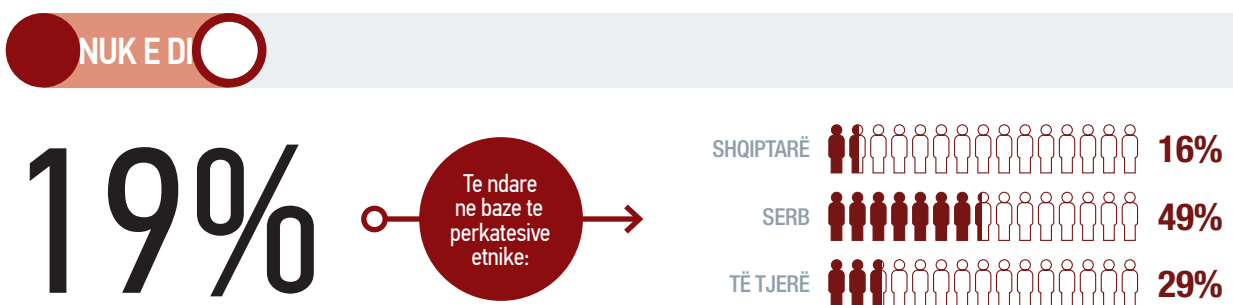 NUK E DI
19%
Te ndare
ne baze te
perkatesive
etnike:
SHQIPTARË 16%
SERB 49%
TË TJERË 29%